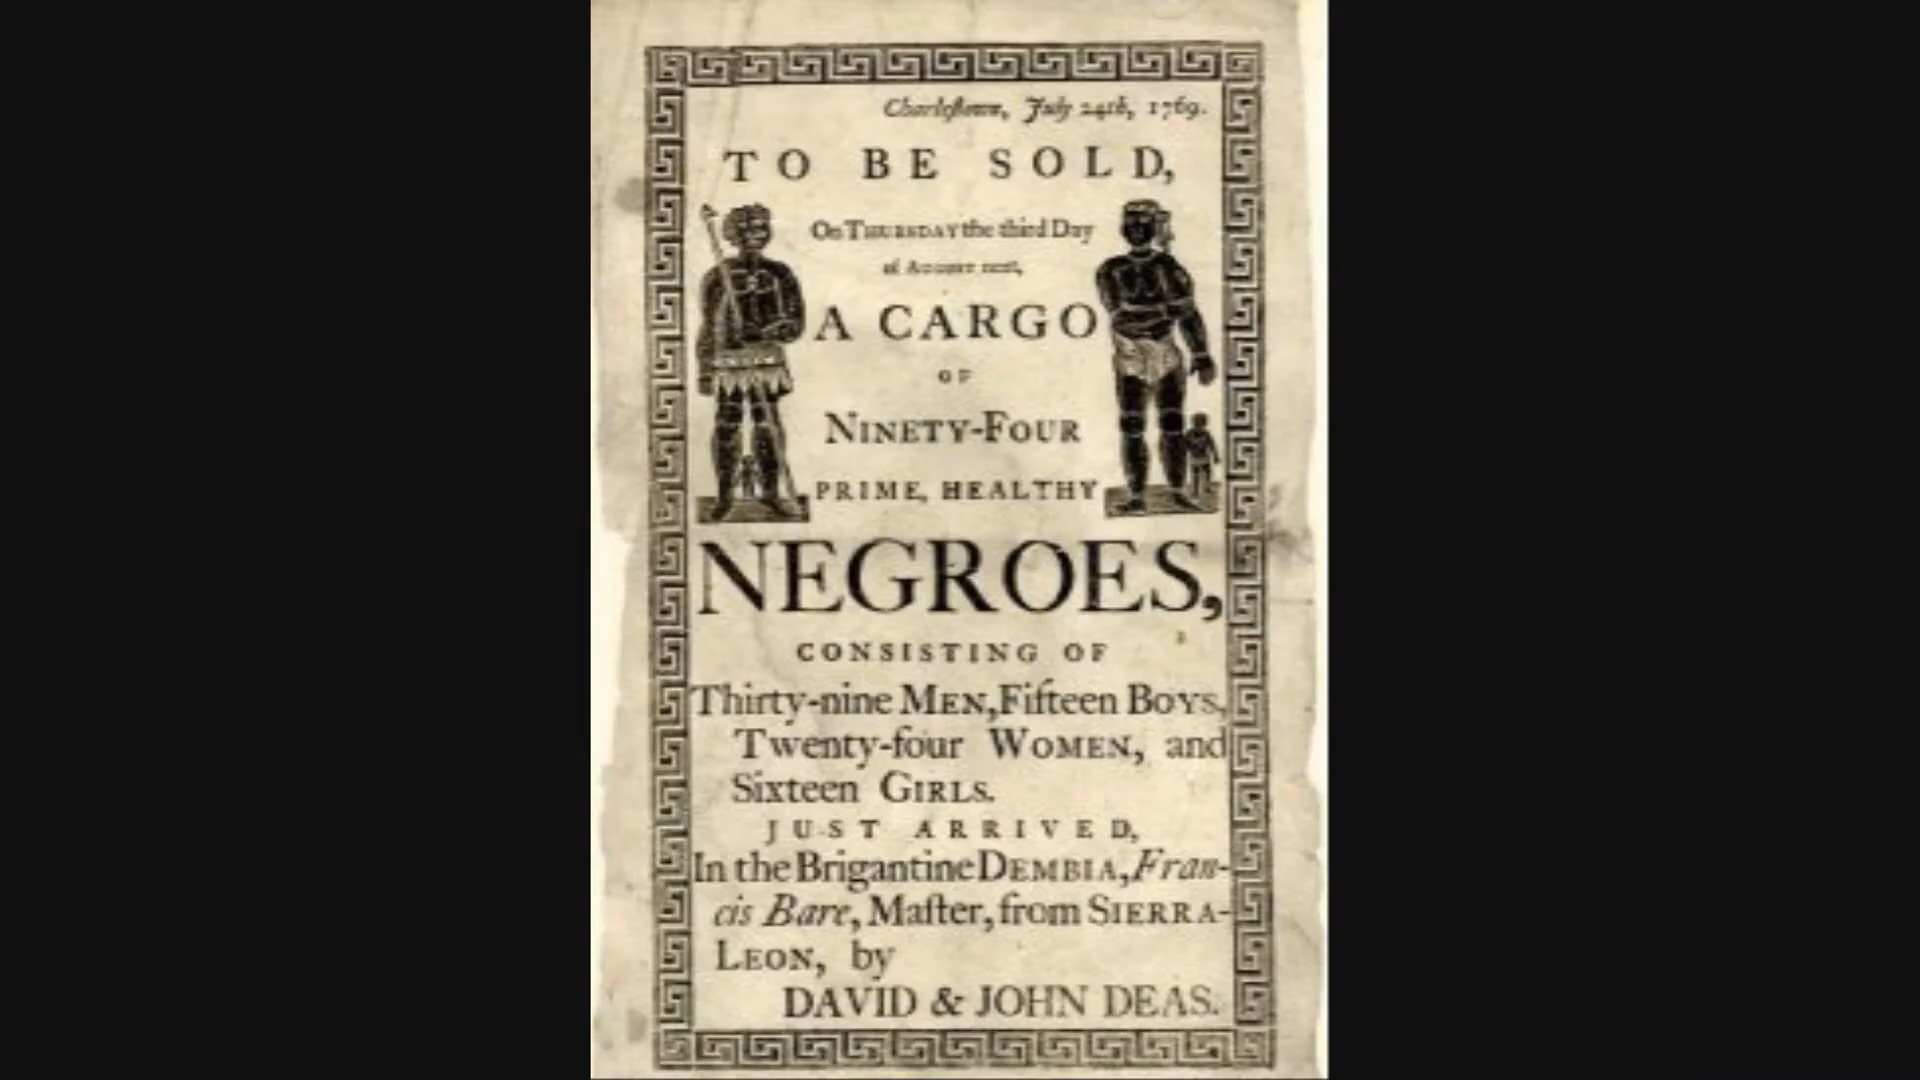 Charlestown, July 24th, 1769.
TO BE SOLD,
On THURSDAY the third Day
of AUGUST next,
A CARGO
OF
NINETY-FOUR
PRIME, HEALTHY
NEGROES,
CONSISTING OF
Thirty-nine MEN, Fifteen BOYS,
Twenty-four WOMEN, and
Sixteen GIRLS.
JUST ARRIVED,
In the Brigantine DEMBIA, Fran-
cis Bare, Maſter, from SIERRA-
LEON, by
DAVID & JOHN DEAS.